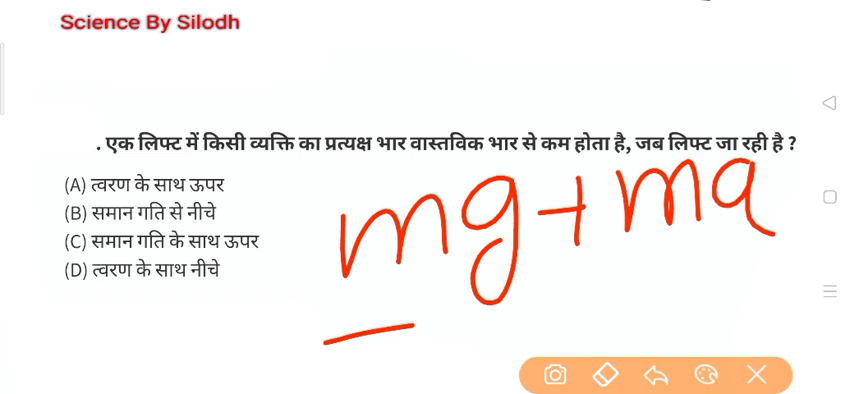 Science By Silodh
. एक लिफ्ट में किसी व्यक्ति का प्रत्यक्ष भार वास्तविक भार से कम होता है, जब लिफ्ट जा रही है ?
(A) त्वरण के साथ ऊपर
(B) समान गति से नीचे
(C) समान गति के साथ ऊपर
(D) त्वरण के साथ नीचे
mg+ma